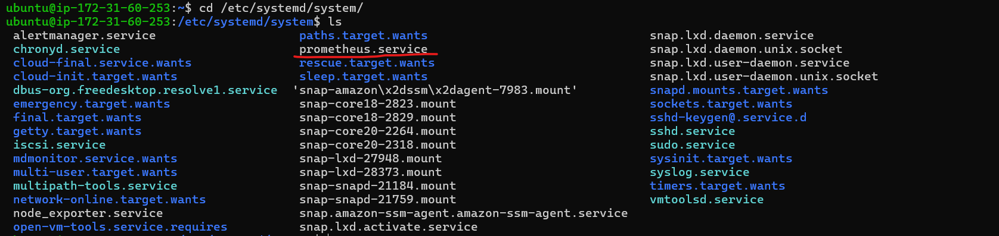 ubuntu@ip-172-31-60-253:~$ cd /etc/systemd/system/
ubuntu@ip-172-31-60-253:/etc/systemd/system$ ls
alertmanager.service paths.target.wants snap.lxd.daemon.service
chronyd.service prometheus.service snap.lxd.daemon.unix.socket
cloud-final.service.wants rescue.target.wants snap.lxd.user-daemon.service
cloud-init.target.wants sleep.target.wants snap.lxd.user-daemon.unix.socket
dbus-org.freedesktop.resolve1.service 'snap-amazon\x2dssm\x2dagent-7983.mount' snapd.mounts.target.wants
emergency.target.wants snap-core18-2823.mount sockets.target.wants
final.target.wants snap-core18-2829.mount sshd-keygen@.service.d
getty.target.wants snap-core20-2264.mount sshd.service
iscsi.service snap-core20-2318.mount sudo.service
mdmonitor.service.wants snap-lxd-27948.mount sysinit.target.wants
multi-user.target.wants snap-lxd-28373.mount syslog.service
multipath-tools.service snap-snapd-21184.mount timers.target.wants
network-online.target.wants snap-snapd-21759.mount vmtoolsd.service
node_exporter.service snap.amazon-ssm-agent.amazon-ssm-agent.service
open-vm-tools.service.requires snap.lxd.activate.service